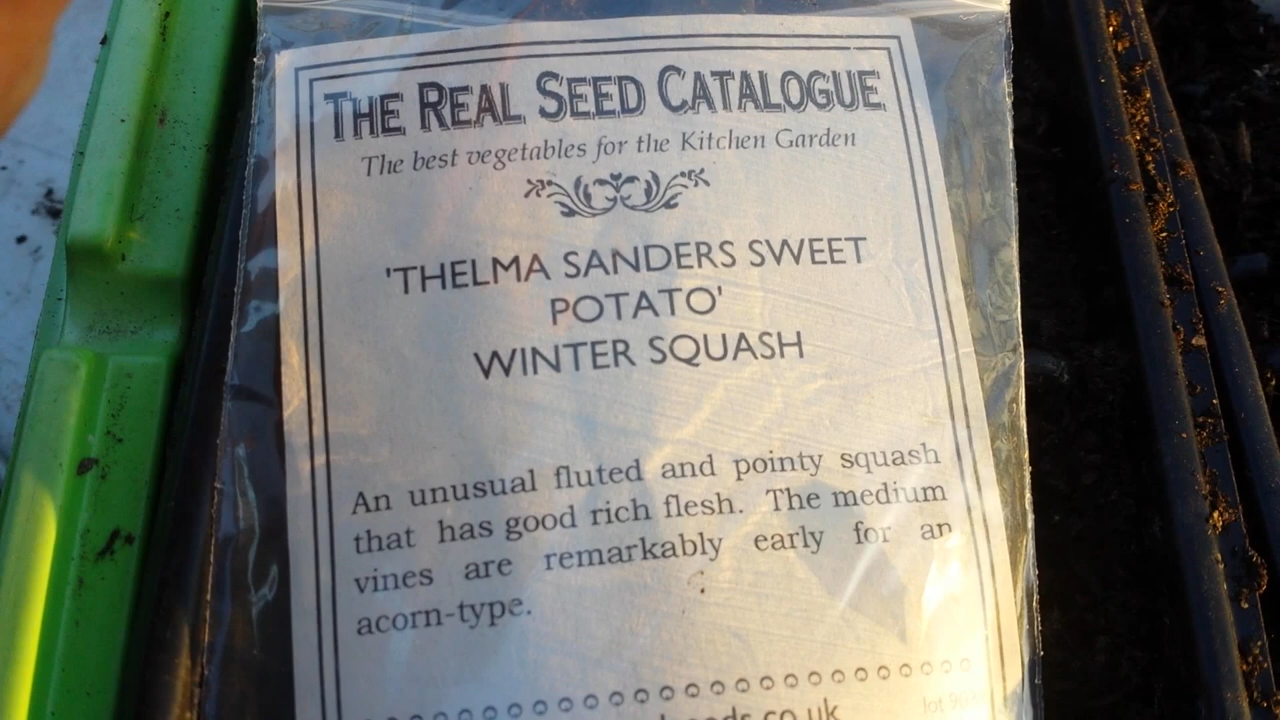 THE REAL SEED CATALOGUE
The best vegetables for the Kitchen Garden
'THELMA SANDERS SWEET
POTATO'
WINTER SQUASH
An unusual fluted and pointy squash
that has good rich flesh. The medium
vines are remarkably early for an
acorn-type.
lot